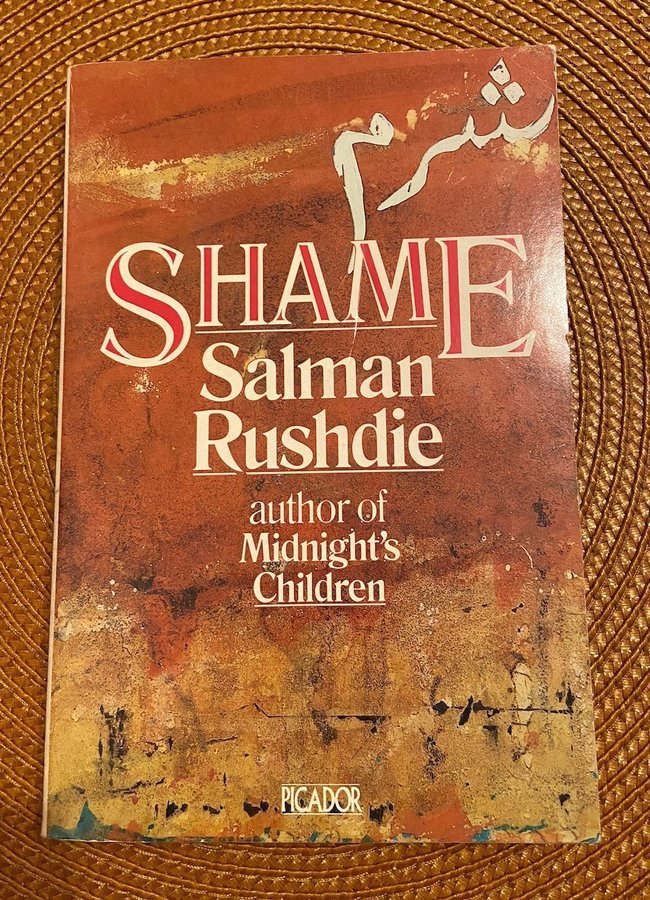 شرم
SHAME
Salman
Rushdie
author of
Midnight's
Children
PICADOR